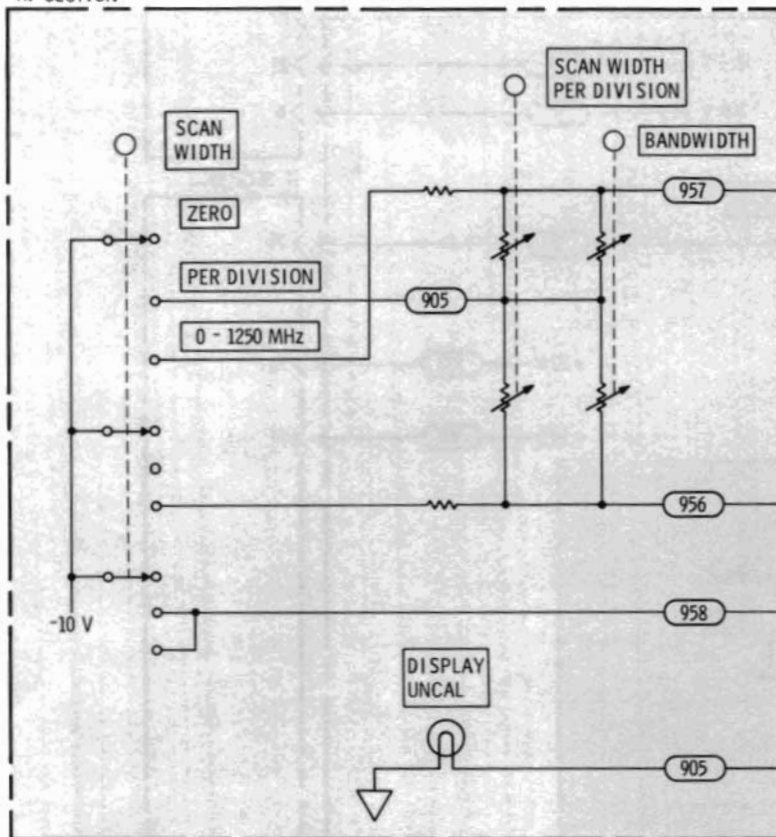 SCAN
WIDTH
SCAN WIDTH
PER DIVISION
BANDWIDTH
957
ZERO
PER DIVISION
905
0 - 1250 MHz
956
-10 V
958
DISPLAY
UNCAL
905